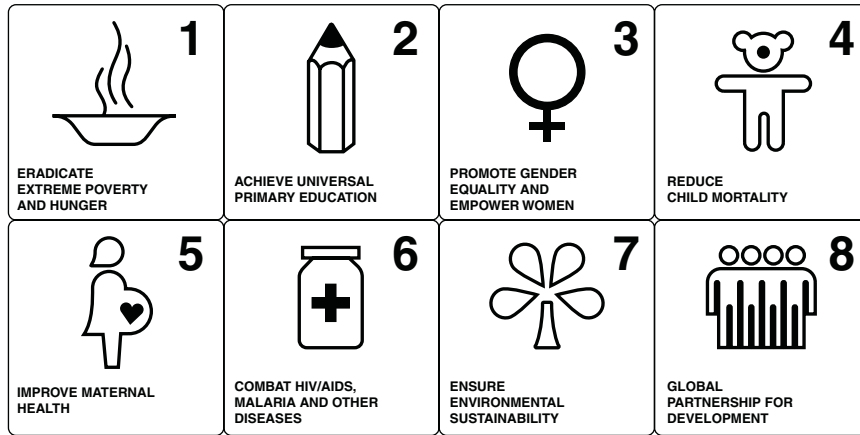 1
ERADICATE
EXTREME POVERTY
AND HUNGER
2
ACHIEVE UNIVERSAL
PRIMARY EDUCATION
3
PROMOTE GENDER
EQUALITY AND
EMPOWER WOMEN
4
REDUCE
CHILD MORTALITY
5
IMPROVE MATERNAL
HEALTH
6
COMBAT HIV/AIDS,
MALARIA AND OTHER
DISEASES
7
ENSURE
ENVIRONMENTAL
SUSTAINABILITY
8
GLOBAL
PARTNERSHIP FOR
DEVELOPMENT